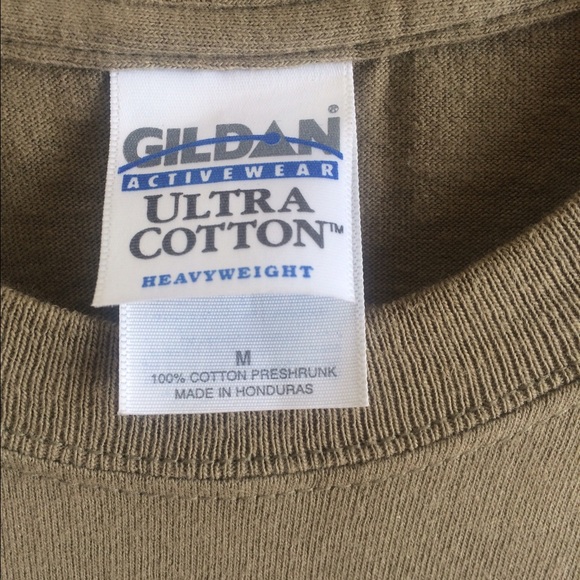 GILDAN®
ACTIVEWEAR
ULTRA
COTTON™
HEAVYWEIGHT
M
100% COTTON PRESHRUNK
MADE IN HONDURAS